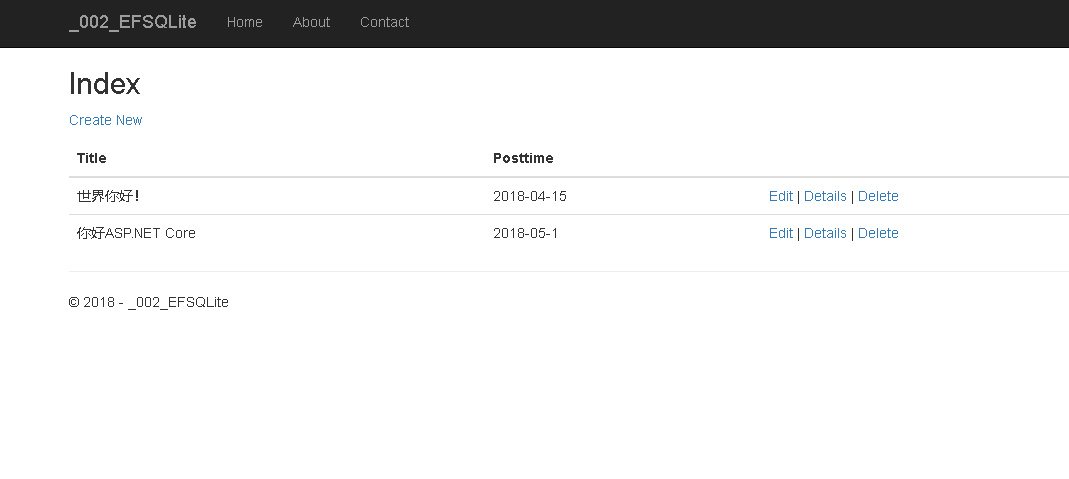 _002_EFSQLite Home About Contact
Index
Create New
Title Posttime
世界你好！ 2018-04-15 Edit | Details | Delete
你好ASP.NET Core 2018-05-1 Edit | Details | Delete
© 2018 - _002_EFSQLite